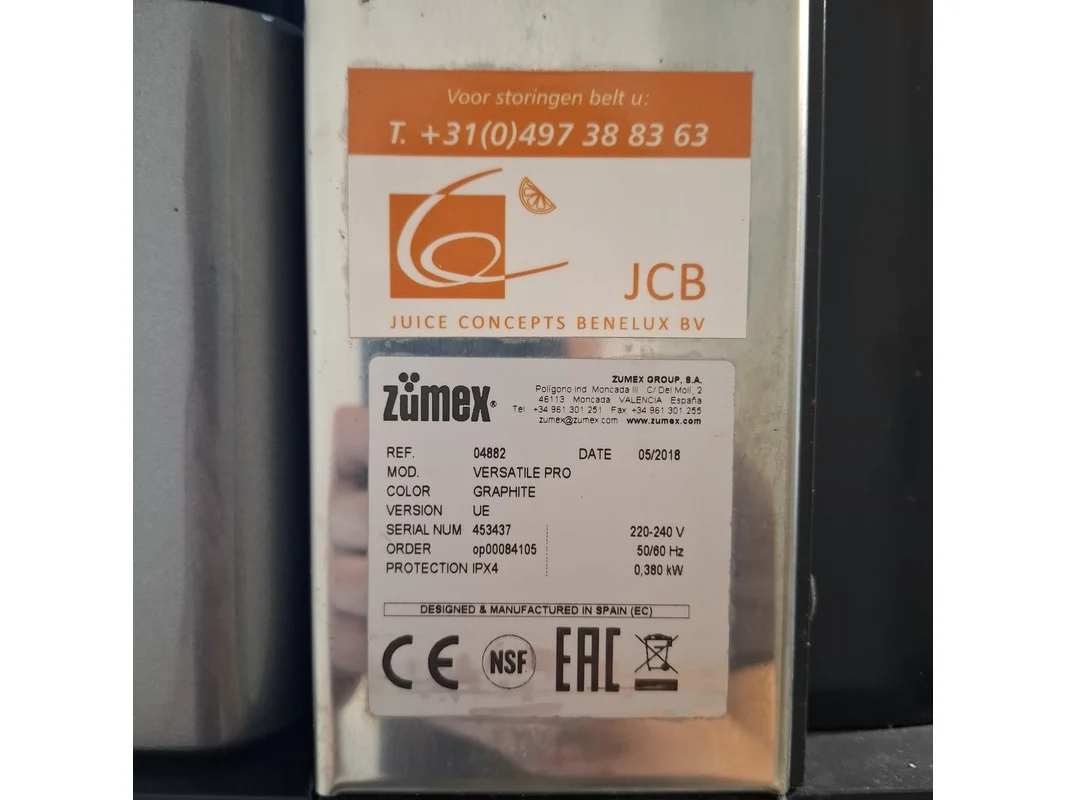 Voor storingen belt u:
T. +31(0)497 38 83 63
JCB
JUICE CONCEPTS BENELUX BV
zümex®
ZUMEX GROUP, S.A.
Polígono Ind. Moncada III C/ Del Molí, 2
46113 Moncada VALENCIA España
Tel +34 961 301 251 Fax +34 961 301 255
zumex@zumex.com www.zumex.com
REF. 04882 DATE 05/2018
MOD. VERSATILE PRO
COLOR GRAPHITE
VERSION UE
SERIAL NUM 453437 220-240 V
ORDER op00084105 50/60 Hz
PROTECTION IPX4 0,380 kW
DESIGNED & MANUFACTURED IN SPAIN (EC)
CE NSF EAC